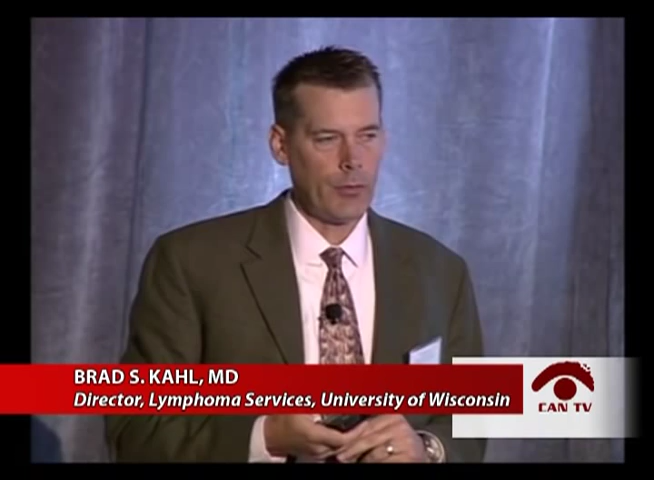 BRAD S. KAHL, MD
Director, Lymphoma Services, University of Wisconsin
CAN TV